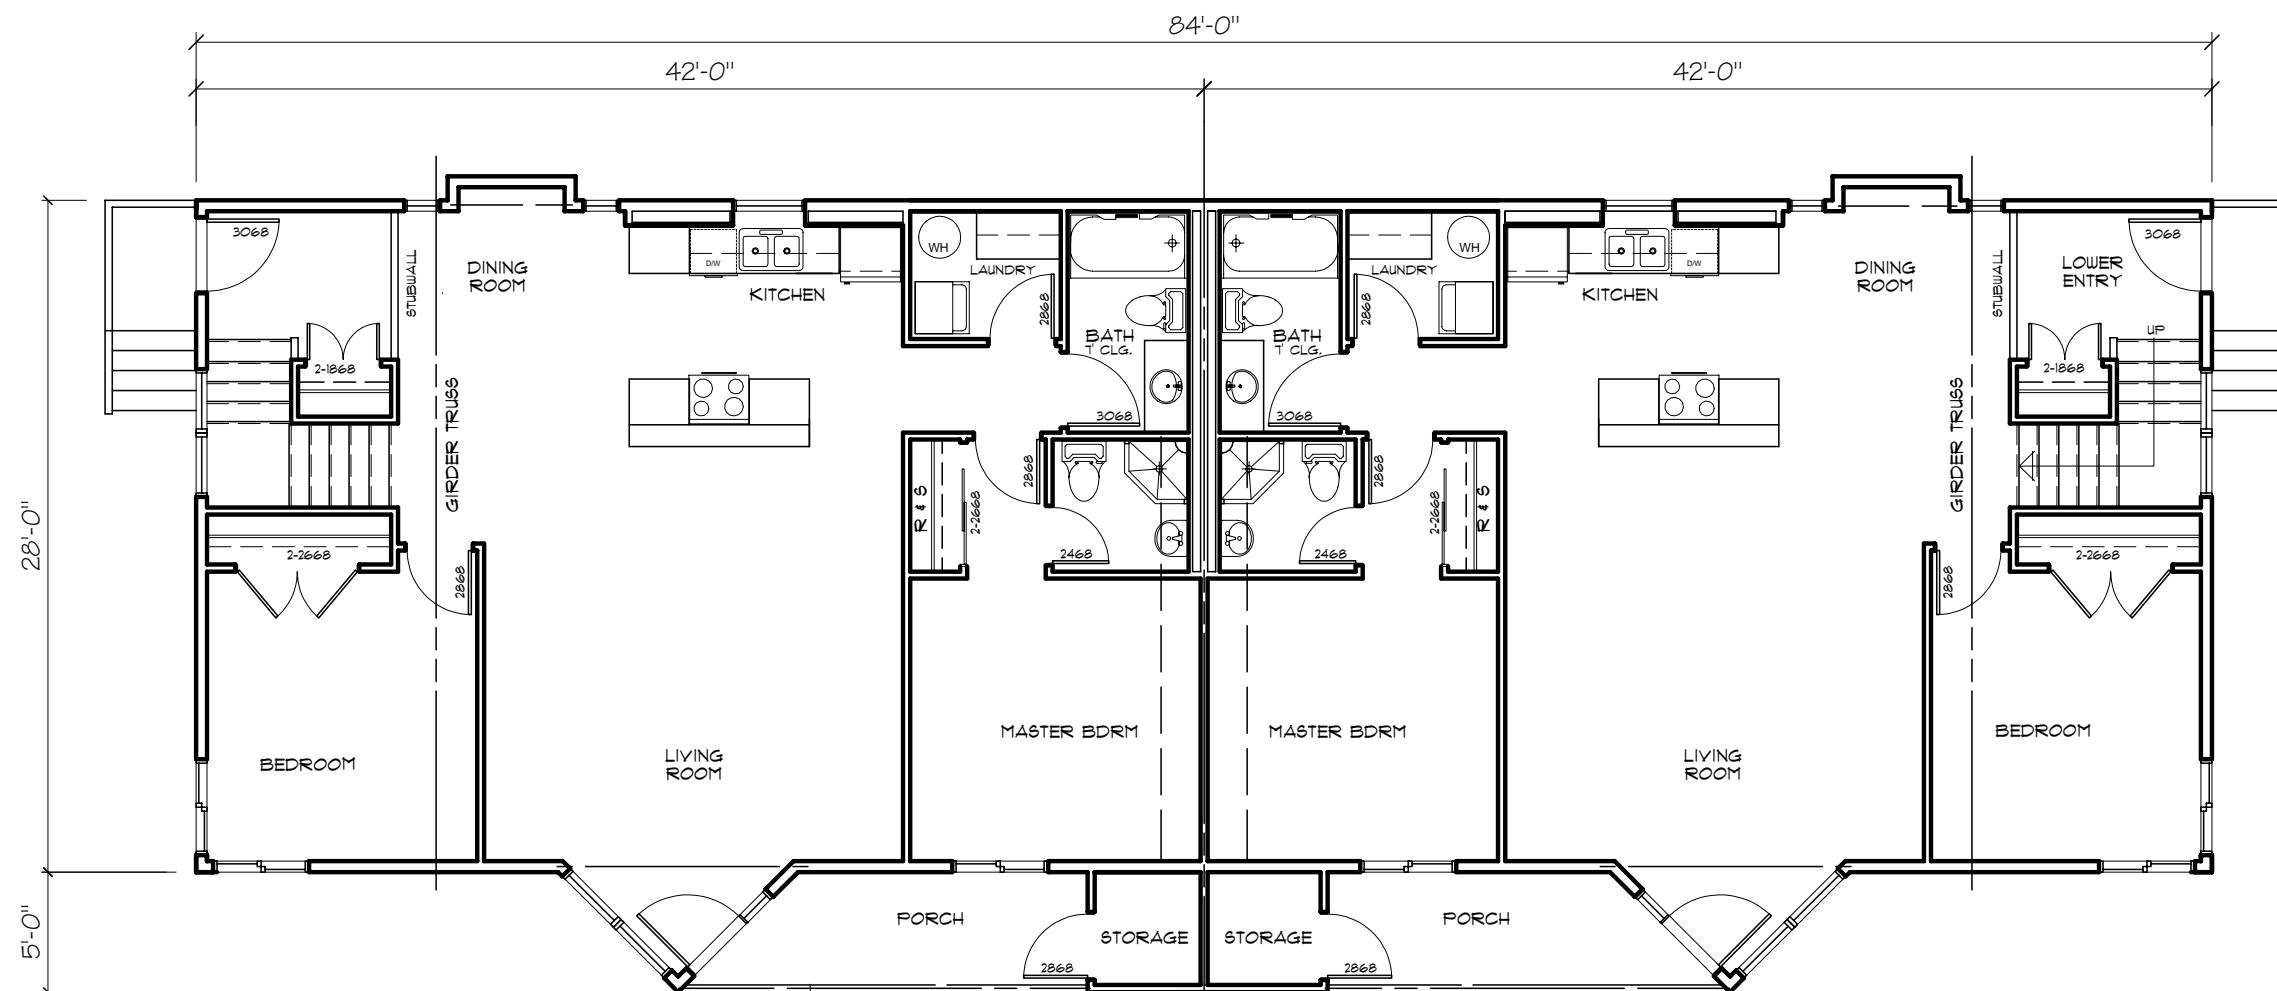 84'-0"
42'-0"
42'-0"
3068
STUBWALL
DINING
ROOM
D/W
KITCHEN
WH
LAUNDRY
2868
BATH
7' CLG.
BATH
7' CLG.
2868
LAUNDRY
WH
D/W
KITCHEN
DINING
ROOM
STUBWALL
LOWER
ENTRY
3068
2-1868
UP
2-1868
GIRDER TRUSS
3068
3068
GIRDER TRUSS
28'-0"
R & S
2-2668
2868
2868
2-2668
R & S
2-2668
2868
2468
2468
2868
2-2668
BEDROOM
LIVING
ROOM
MASTER BDRM
MASTER BDRM
LIVING
ROOM
BEDROOM
5'-0"
PORCH
STORAGE
STORAGE
PORCH
2868
2868